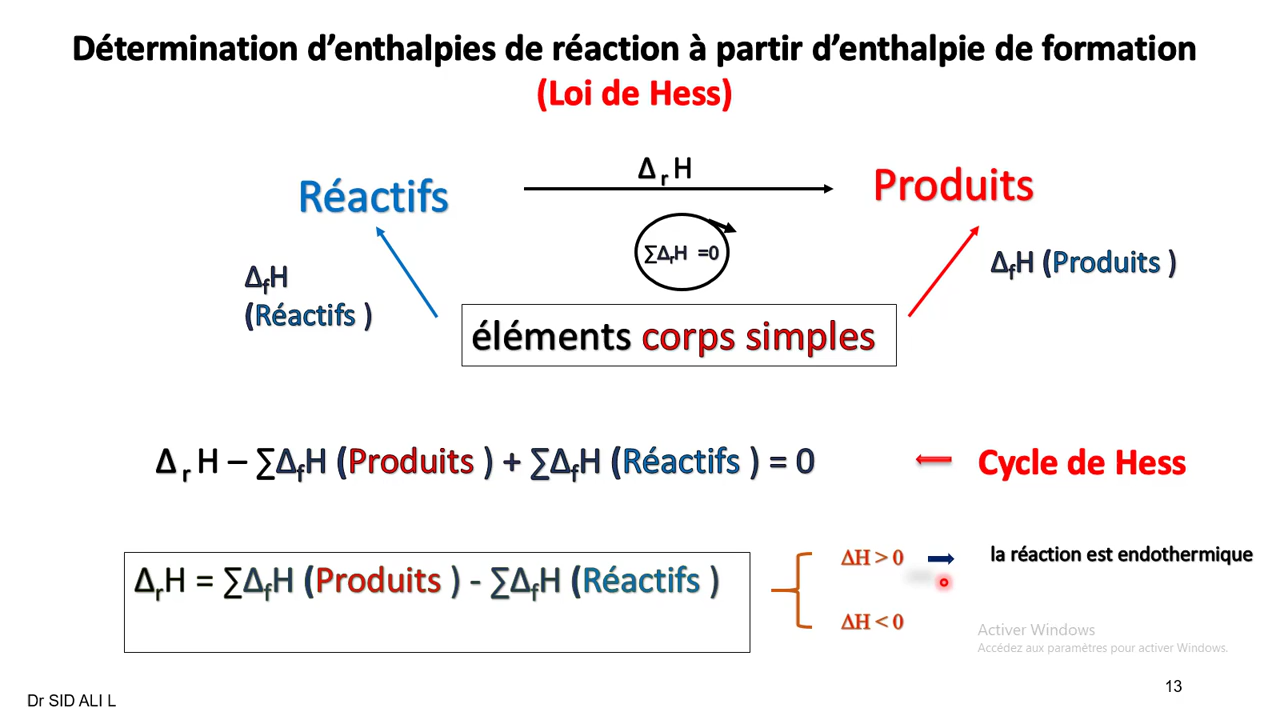 Détermination d’enthalpies de réaction à partir d’enthalpie de formation
(Loi de Hess)
Δ r H
Réactifs
Produits
∑ΔrH =0
ΔfH
(Réactifs )
ΔfH (Produits )
éléments corps simples
Δ r H – ∑ΔfH (Produits ) + ∑ΔfH (Réactifs ) = 0
Cycle de Hess
ΔrH = ∑ΔfH (Produits ) - ∑ΔfH (Réactifs )
ΔH > 0
la réaction est endothermique
ΔH < 0
Activer Windows
Accédez aux paramètres pour activer Windows.
13
Dr SID ALI L